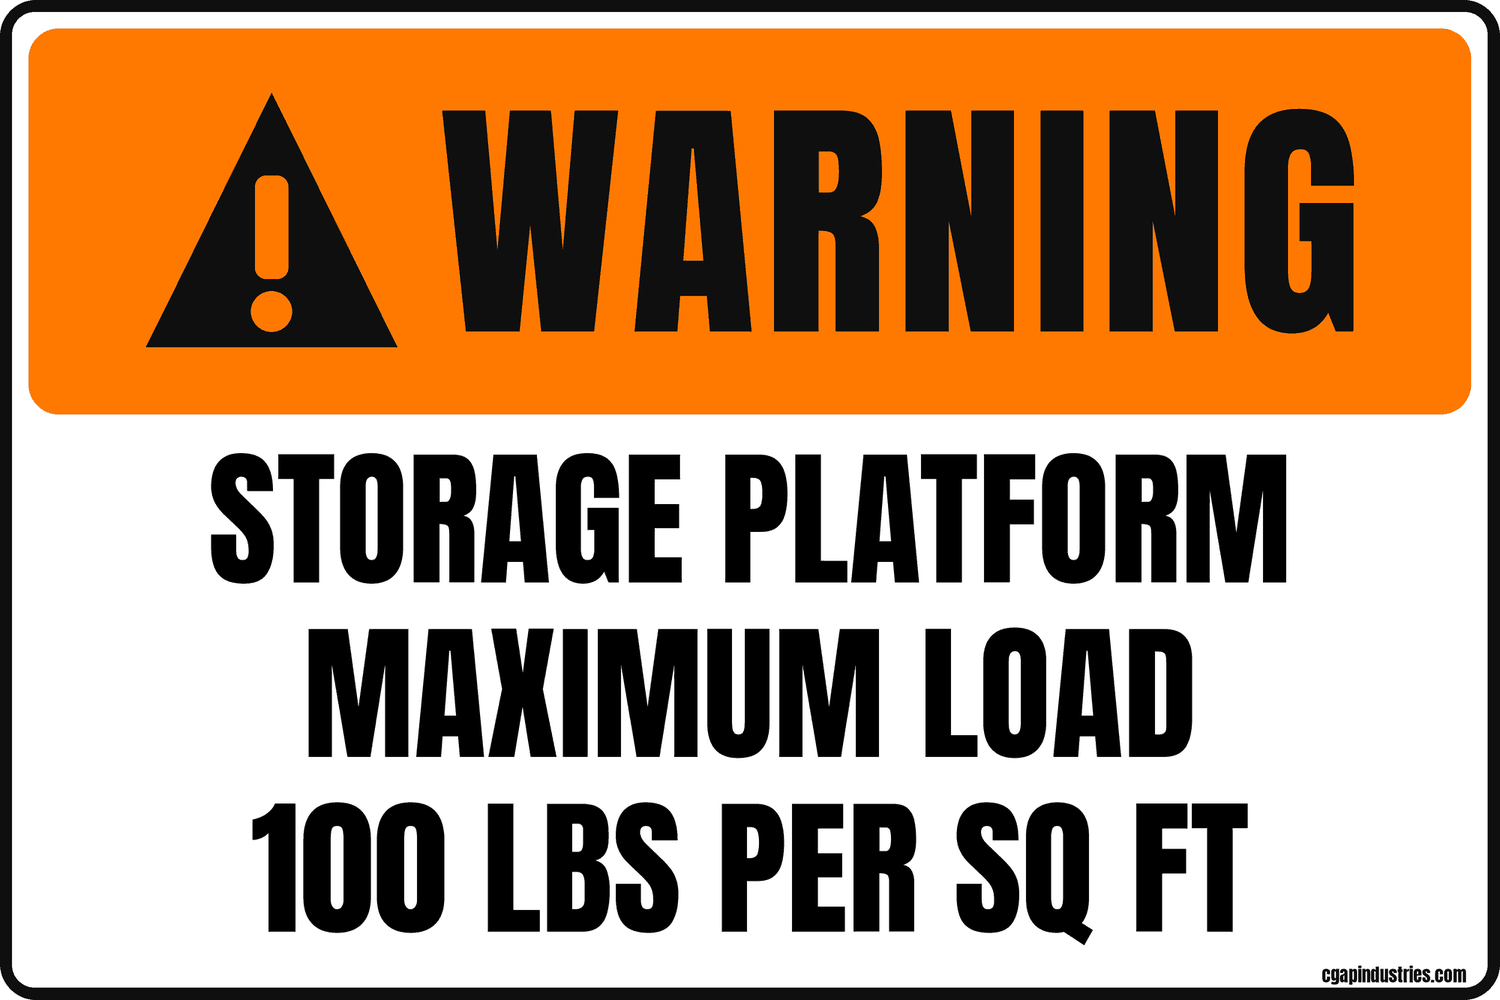 WARNING
STORAGE PLATFORM
MAXIMUM LOAD
100 LBS PER SQ FT
cgapindustries.com